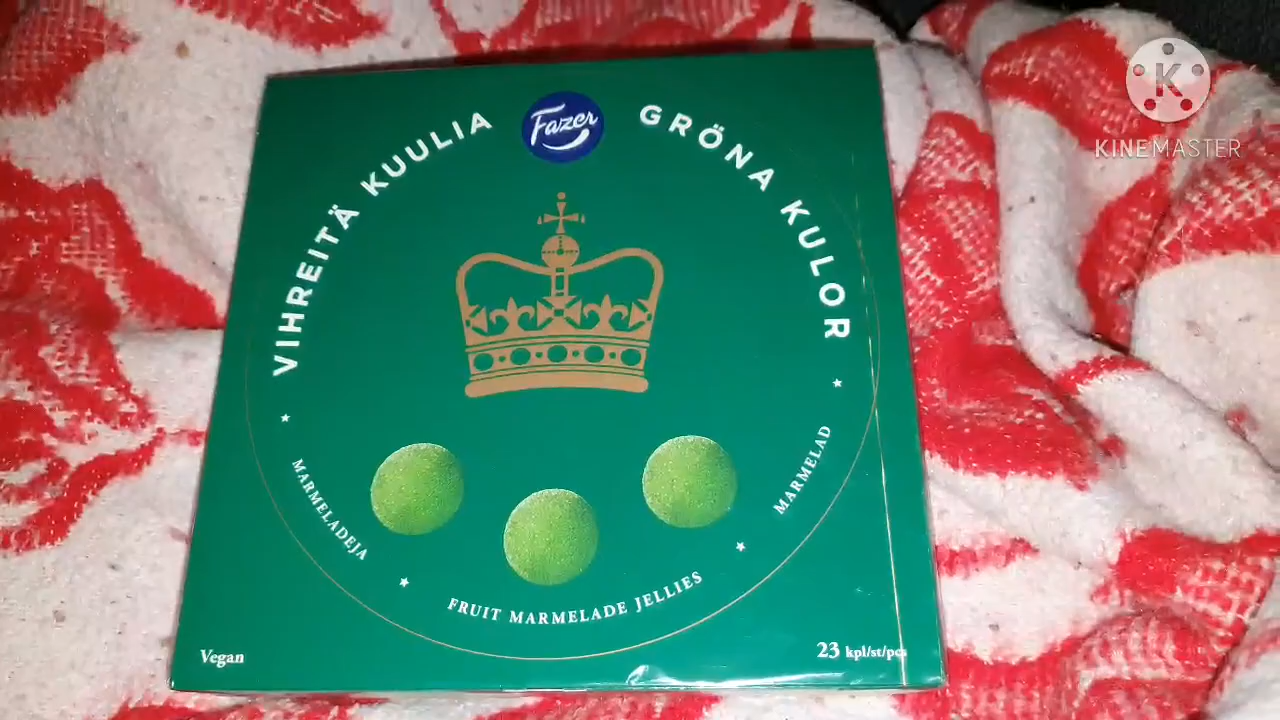 VIHREITÄ KUULIA
Fazer
GRÖNA KULOR
MARMELADEJA
FRUIT MARMELADE JELLIES
MARMELAD
Vegan
23 kpl/st/pcs
K
KINEMASTER